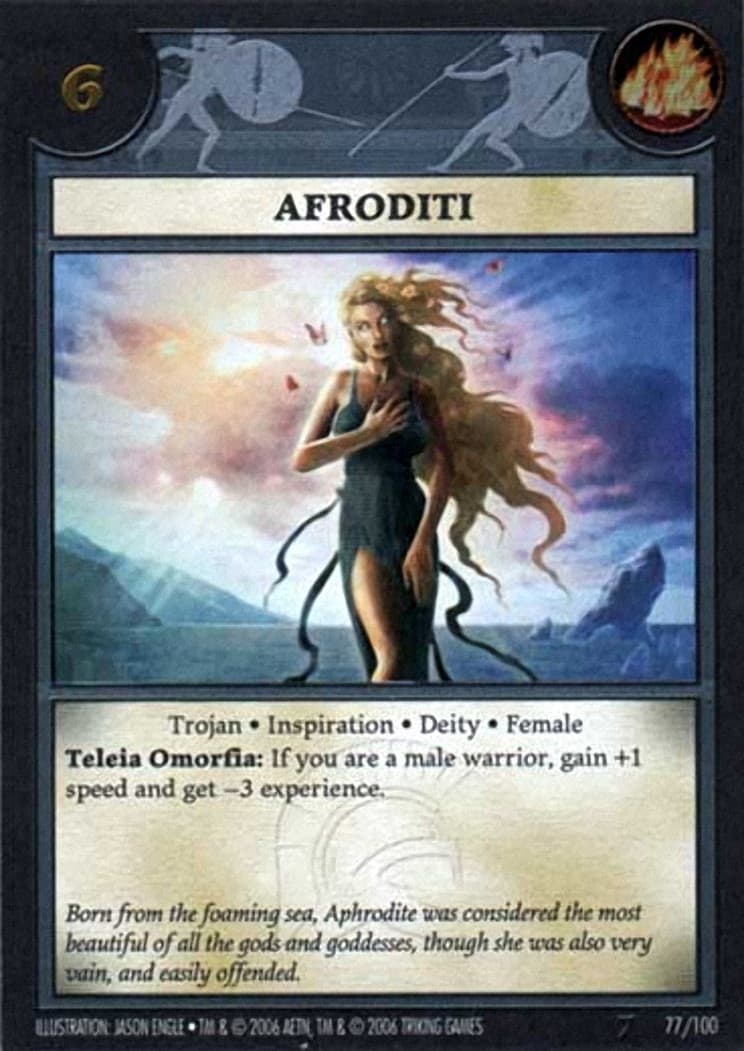 6
AFRODITI
Trojan • Inspiration • Deity • Female
Teleia Omorfia: If you are a male warrior, gain +1
speed and get –3 experience.
Born from the foaming sea, Aphrodite was considered the most
beautiful of all the gods and goddesses, though she was also very
vain, and easily offended.
ILLUSTRATION: JASON ENGLE • TM & © 2006 AETN, TM & © 2006 TRIKING GAMES
77/100